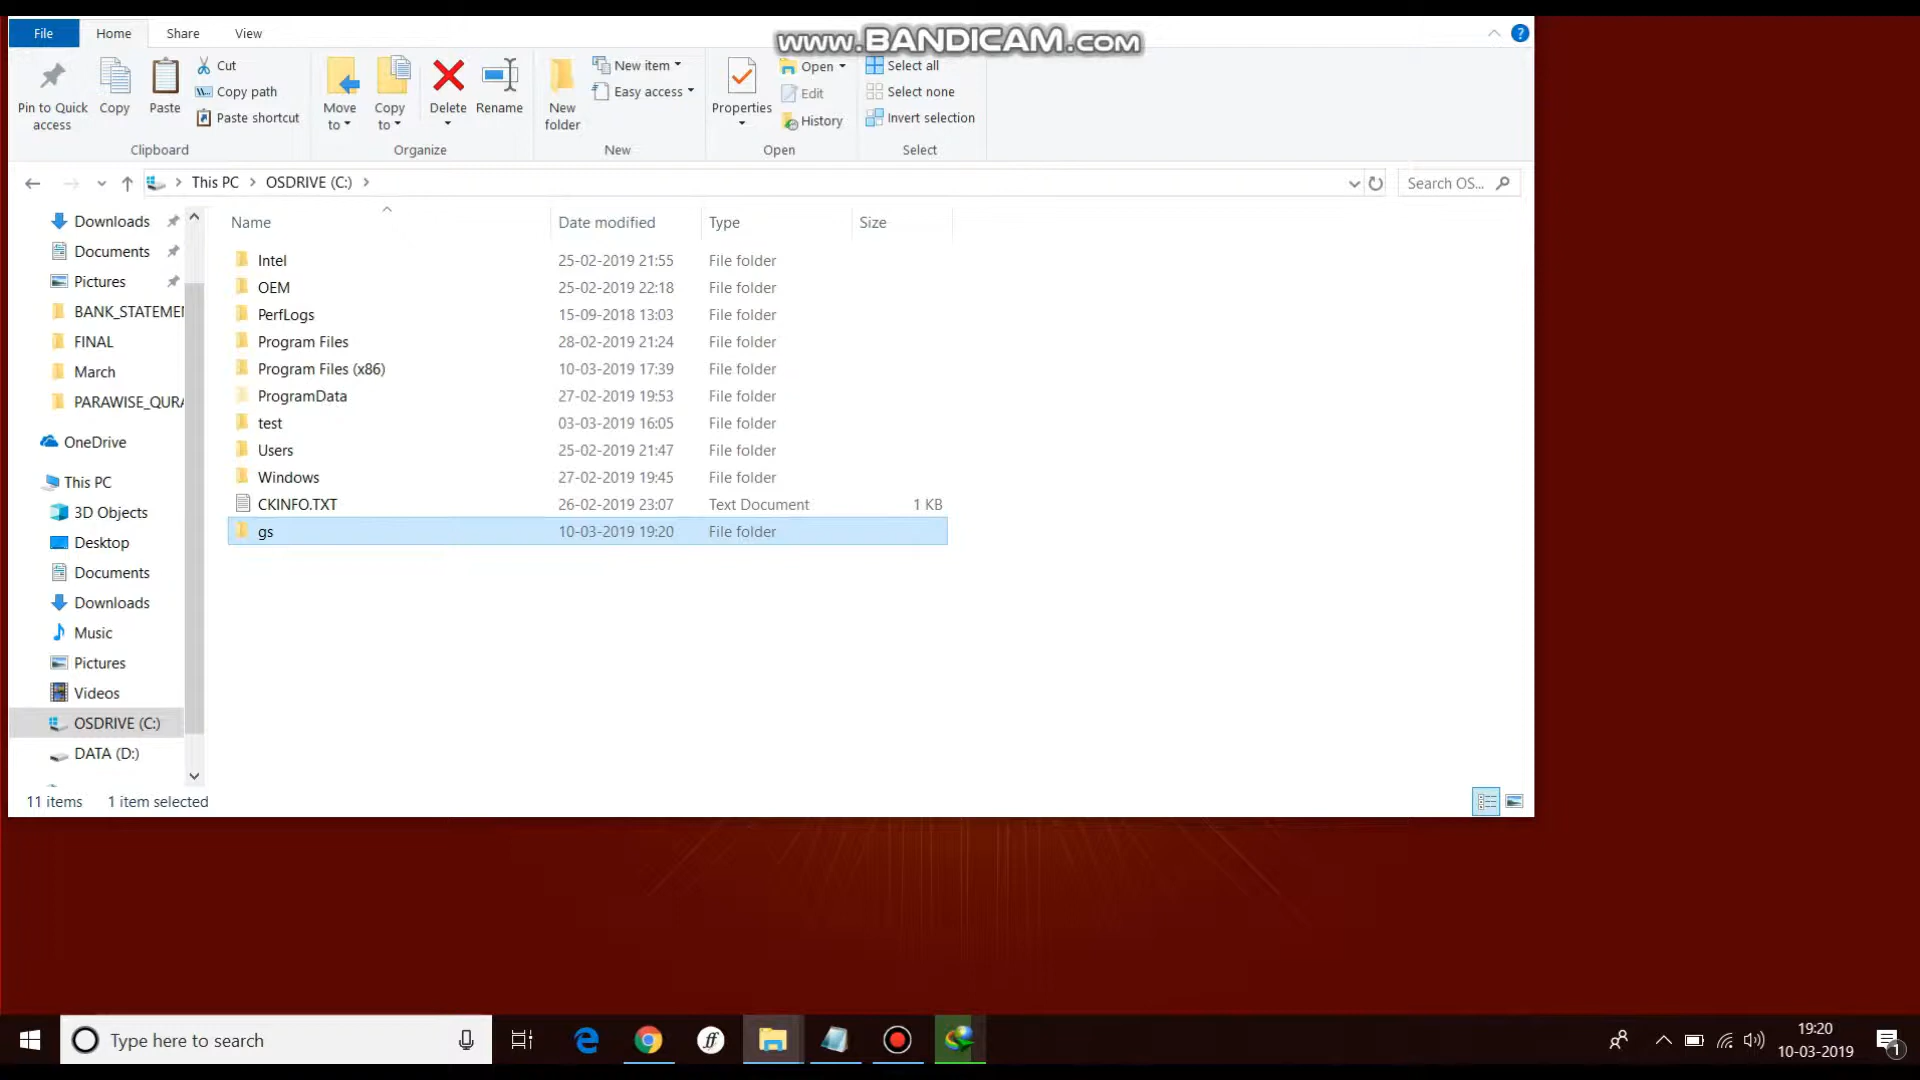 File Home Share View
www.BANDICAM.com
Pin to Quick access
Copy
Paste
Cut
Copy path
Paste shortcut
Clipboard
Move to
Copy to
Delete
Rename
Organize
New folder
New item
Easy access
New
Properties
Open
Edit
History
Open
Select all
Select none
Invert selection
Select
This PC OSDRIVE (C:)
Search OS...
Downloads
Documents
Pictures
BANK_STATEME
FINAL
March
PARAWISE_QUR
OneDrive
This PC
3D Objects
Desktop
Documents
Downloads
Music
Pictures
Videos
OSDRIVE (C:)
DATA (D:)
Name Date modified Type Size
Intel 25-02-2019 21:55 File folder
OEM 25-02-2019 22:18 File folder
PerfLogs 15-09-2018 13:03 File folder
Program Files 28-02-2019 21:24 File folder
Program Files (x86) 10-03-2019 17:39 File folder
ProgramData 27-02-2019 19:53 File folder
test 03-03-2019 16:05 File folder
Users 25-02-2019 21:47 File folder
Windows 27-02-2019 19:45 File folder
CKINFO.TXT 26-02-2019 23:07 Text Document 1 KB
gs 10-03-2019 19:20 File folder
11 items 1 item selected
Type here to search
19:20
10-03-2019
1